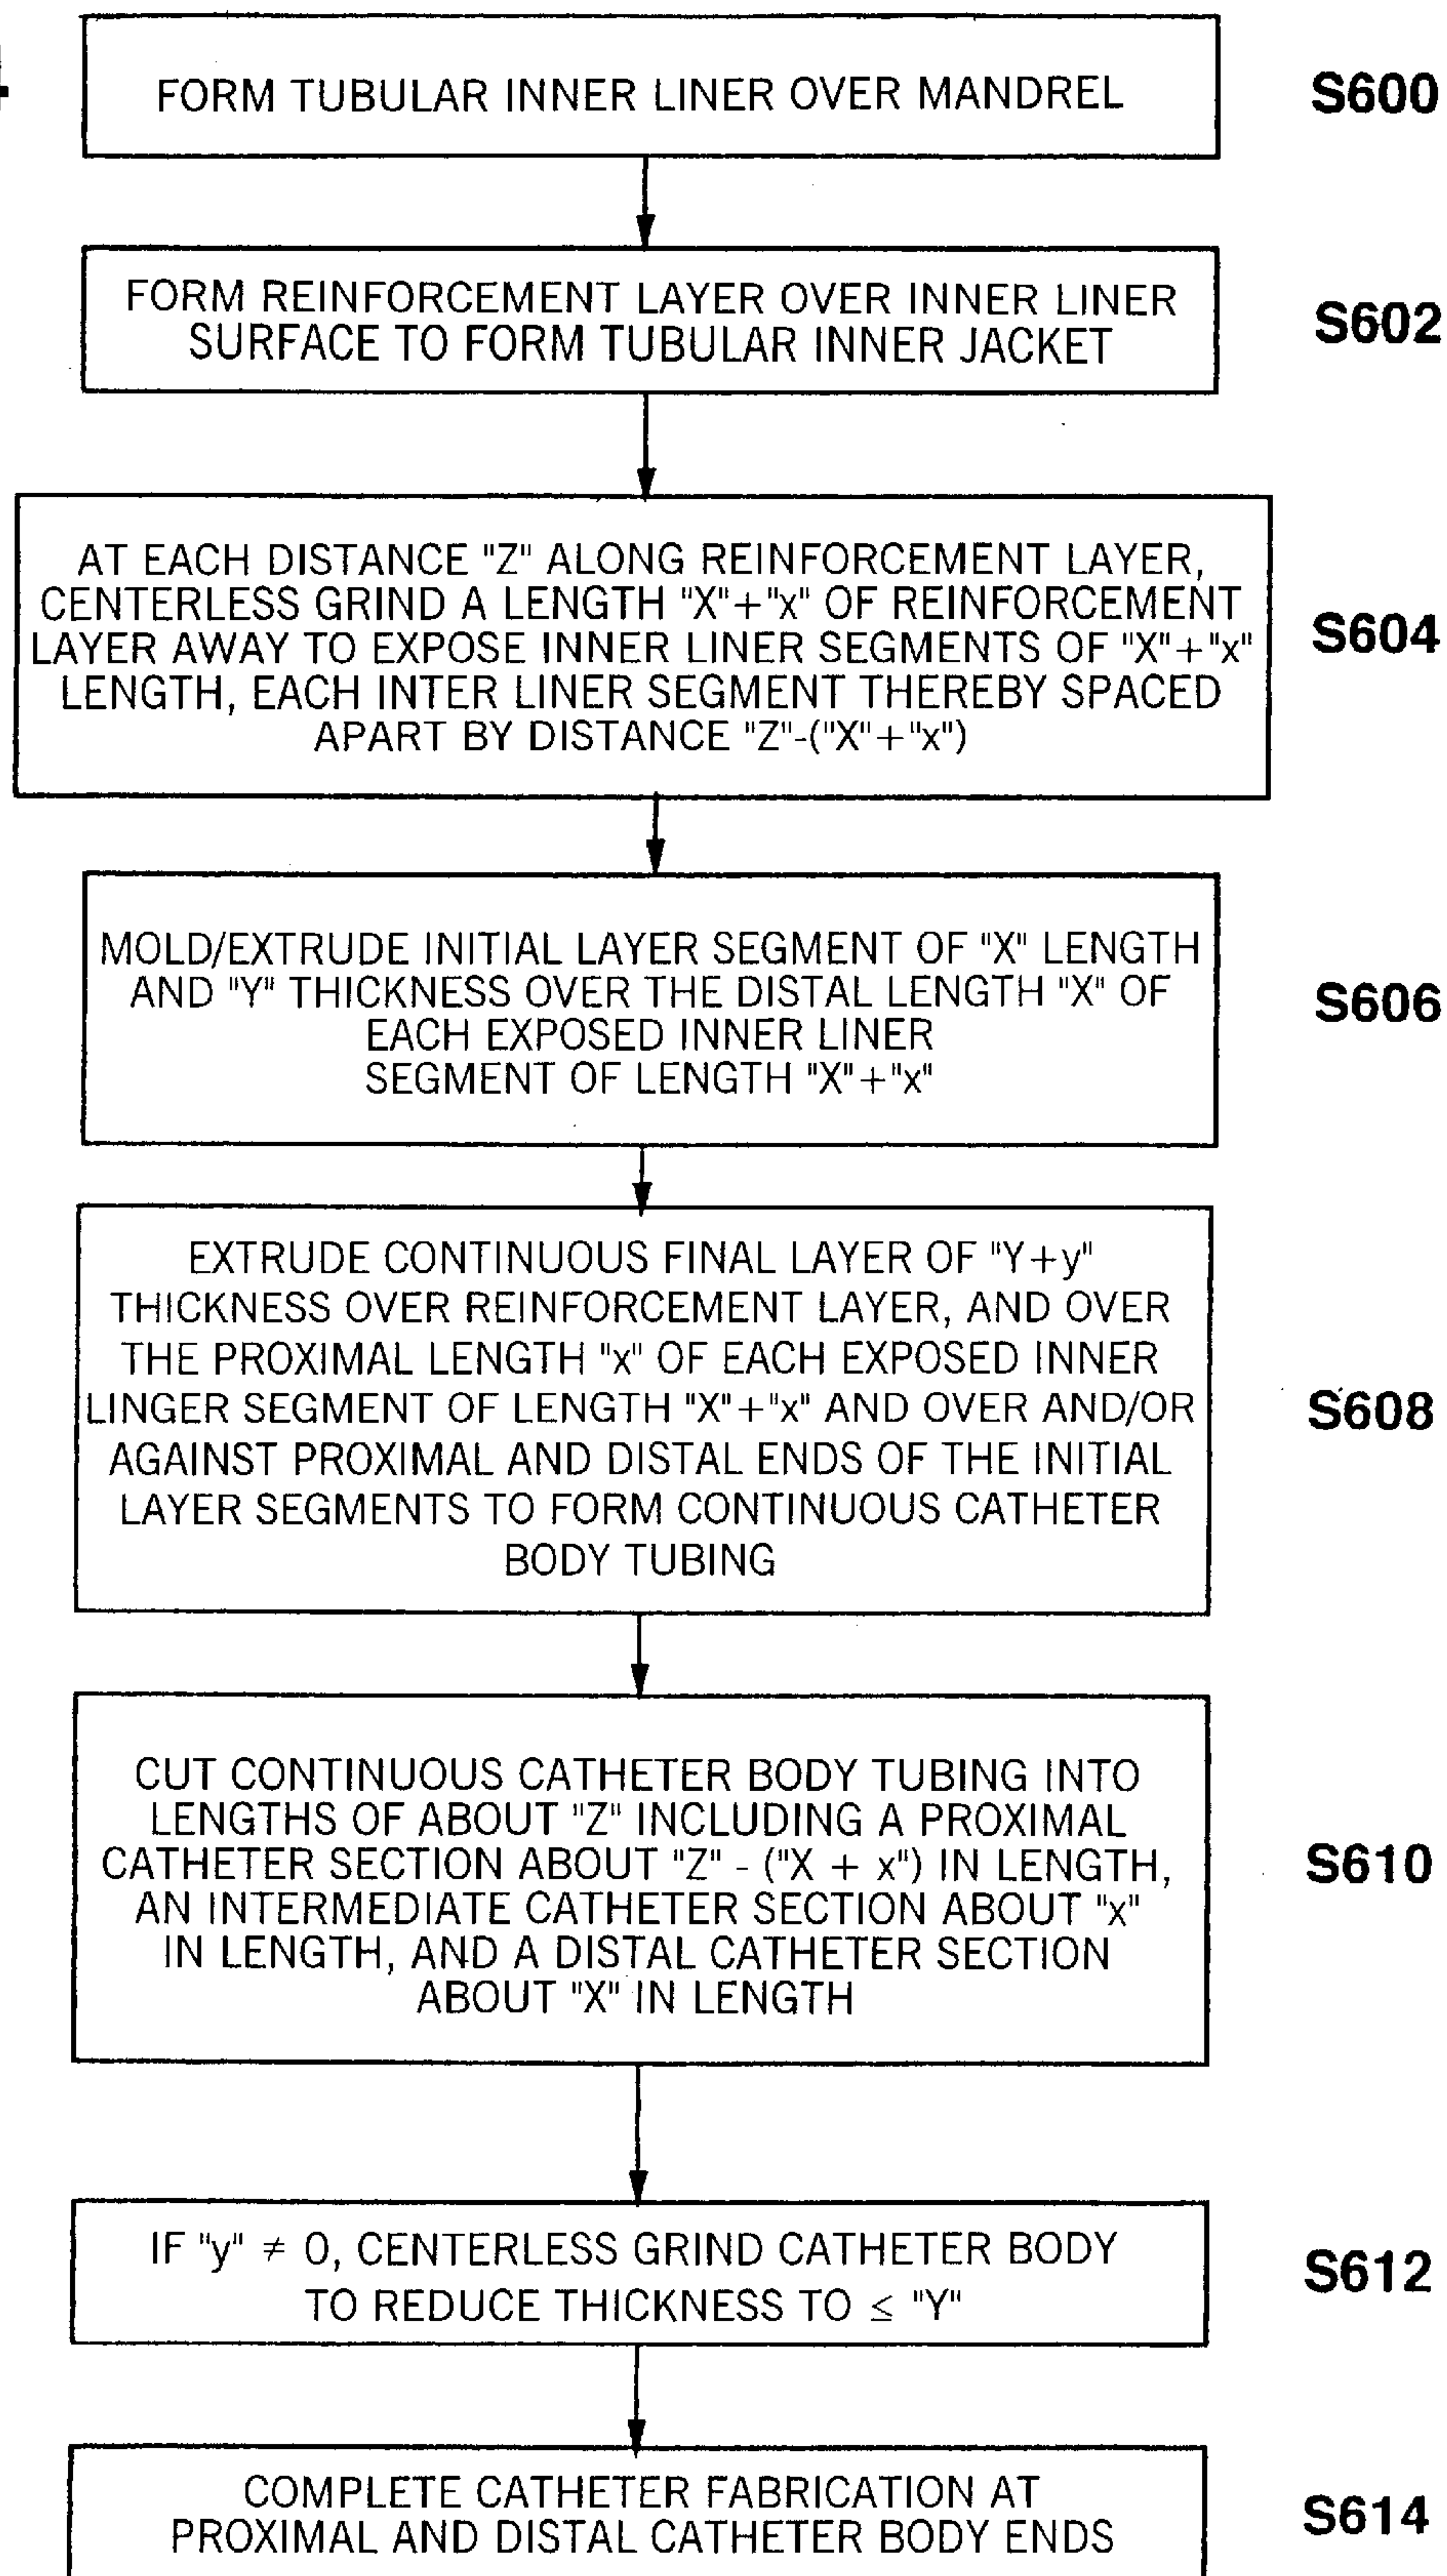 FORM TUBULAR INNER LINER OVER MANDREL
S600
FORM REINFORCEMENT LAYER OVER INNER LINER
SURFACE TO FORM TUBULAR INNER JACKET
S602
AT EACH DISTANCE "Z" ALONG REINFORCEMENT LAYER,
CENTERLESS GRIND A LENGTH "X"+"x" OF REINFORCEMENT
LAYER AWAY TO EXPOSE INNER LINER SEGMENTS OF "X"+"x"
LENGTH, EACH INTER LINER SEGMENT THEREBY SPACED
APART BY DISTANCE "Z"-("X"+"x")
S604
MOLD/EXTRUDE INITIAL LAYER SEGMENT OF "X" LENGTH
AND "Y" THICKNESS OVER THE DISTAL LENGTH "X" OF
EACH EXPOSED INNER LINER
SEGMENT OF LENGTH "X"+"x"
S606
EXTRUDE CONTINUOUS FINAL LAYER OF "Y+y"
THICKNESS OVER REINFORCEMENT LAYER, AND OVER
THE PROXIMAL LENGTH "x" OF EACH EXPOSED INNER
LINGER SEGMENT OF LENGTH "X"+"x" AND OVER AND/OR
AGAINST PROXIMAL AND DISTAL ENDS OF THE INITIAL
LAYER SEGMENTS TO FORM CONTINUOUS CATHETER
BODY TUBING
S608
CUT CONTINUOUS CATHETER BODY TUBING INTO
LENGTHS OF ABOUT "Z" INCLUDING A PROXIMAL
CATHETER SECTION ABOUT "Z" - ("X + x") IN LENGTH,
AN INTERMEDIATE CATHETER SECTION ABOUT "x"
IN LENGTH, AND A DISTAL CATHETER SECTION
ABOUT "X" IN LENGTH
S610
IF "y" ≠ 0, CENTERLESS GRIND CATHETER BODY
TO REDUCE THICKNESS TO ≤ "Y"
S612
COMPLETE CATHETER FABRICATION AT
PROXIMAL AND DISTAL CATHETER BODY ENDS
S614